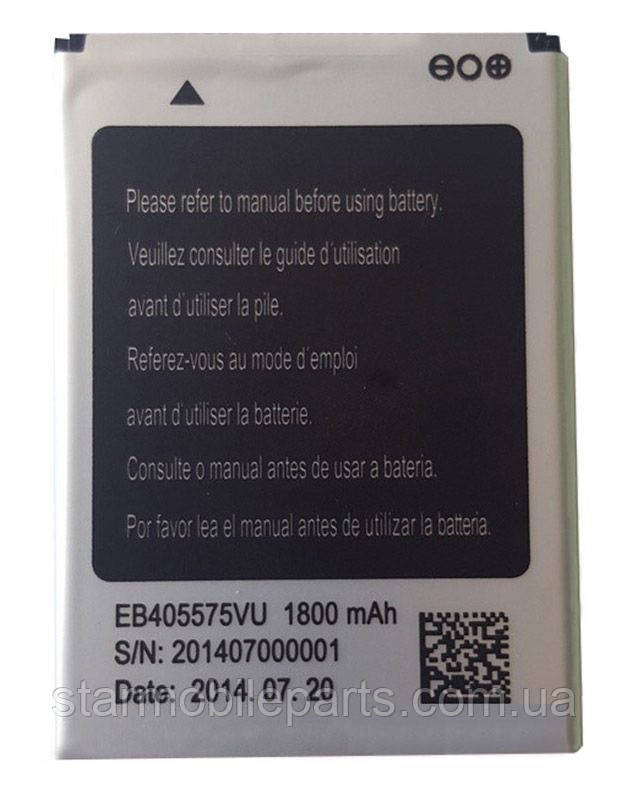 Please refer to manual before using battery.
Veuillez consulter le guide d'utilisation
avant d'utiliser la pile.
Referez-vous au mode d'emploi
avant d'utiliser la batterie.
Consulte o manual antes de usar a bateria.
Por favor lea el manual antes de utilizar la batteria.
EB405575VU 1800 mAh
S/N: 201407000001
Date: 2014. 07. 20
starmobileparts.com.ua